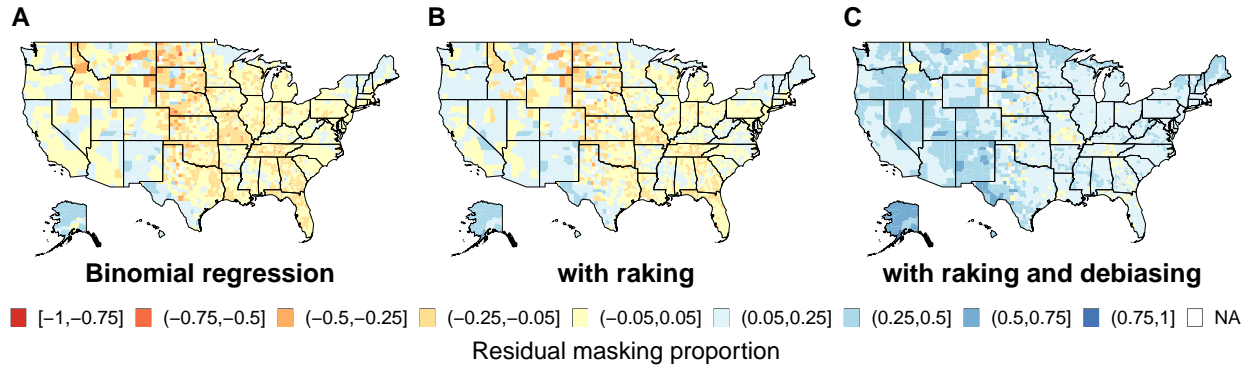 A B C
Binomial regression with raking with raking and debiasing
[−1,−0.75] (−0.75,−0.5] (−0.5,−0.25] (−0.25,−0.05] (−0.05,0.05] (0.05,0.25] (0.25,0.5] (0.5,0.75] (0.75,1] NA
Residual masking proportion